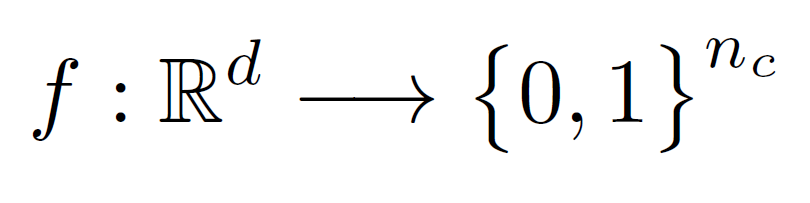 f : ℝ^d ⟶ {0, 1}^{n_c}